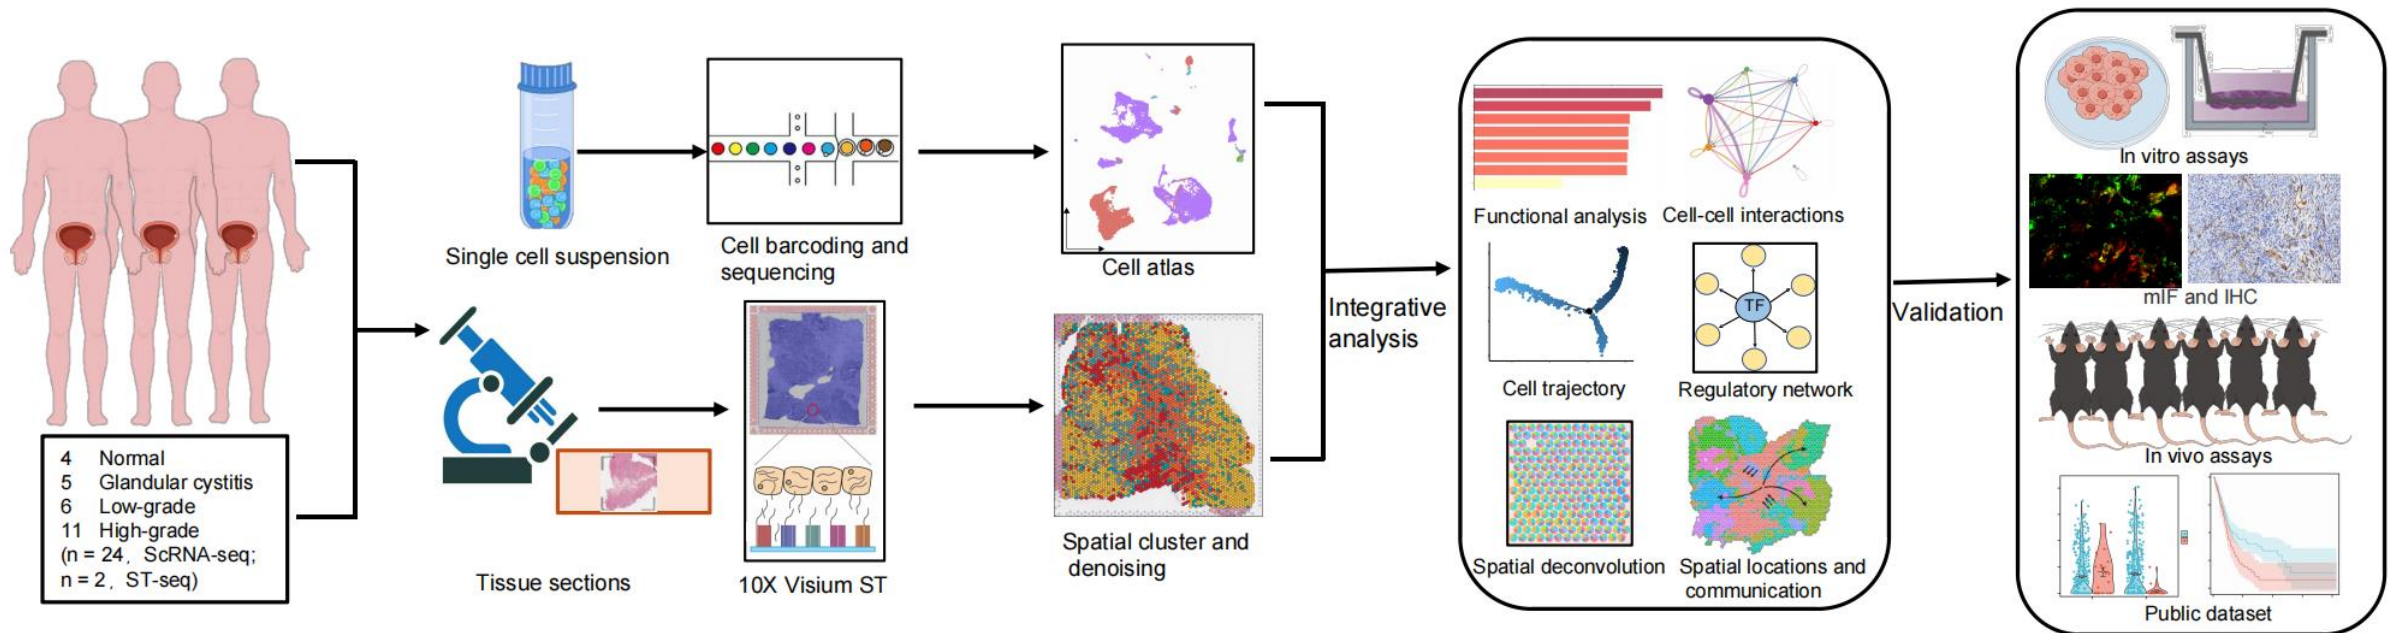 4 Normal
5 Glandular cystitis
6 Low-grade
11 High-grade
(n = 24, ScRNA-seq;
n = 2, ST-seq)
Single cell suspension
Cell barcoding and
sequencing
Cell atlas
Tissue sections
10X Visium ST
Spatial cluster and
denoising
Integrative
analysis
Functional analysis
Cell-cell interactions
Cell trajectory
TF
Regulatory network
Spatial deconvolution
Spatial locations and
communication
Validation
In vitro assays
mIF and IHC
In vivo assays
Public dataset